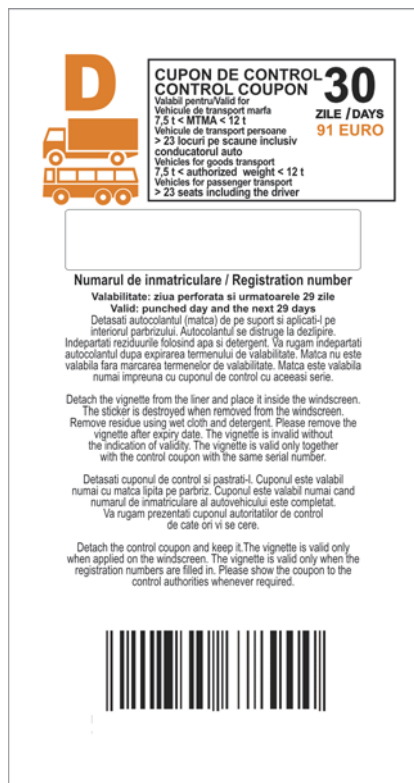 D
CUPON DE CONTROL
CONTROL COUPON
Valabil pentru/Valid for
Vehicule de transport marfa
7,5 t < MTMA < 12 t
Vehicule de transport persoane
> 23 locuri pe scaune inclusiv
conducatorul auto
Vehicles for goods transport
7,5 t < authorized weight < 12 t
Vehicles for passenger transport
> 23 seats including the driver
30
ZILE / DAYS
91 EURO
Numarul de inmatriculare / Registration number
Valabilitate: ziua perforata si urmatoarele 29 zile
Valid: punched day and the next 29 days
Detasati autocolantul (matca) de pe suport si aplicati-l pe
interiorul parbrizului. Autocolantul se distruge la dezlipire.
Indepartati reziduurile folosind apa si detergent. Va rugam indepartati
autocolantul dupa expirarea termenului de valabilitate. Matca nu este
valabila fara marcarea termenelor de valabilitate. Matca este valabila
numai impreuna cu cuponul de control cu aceeasi serie.
Detach the vignette from the liner and place it inside the windscreen.
The sticker is destroyed when removed from the windscreen.
Remove residue using wet cloth and detergent. Please remove the
vignette after expiry date. The vignette is invalid without
the indication of validity. The vignette is valid only together
with the control coupon with the same serial number.
Detasati cuponul de control si pastrati-l. Cuponul este valabil
numai cu matca lipita pe parbriz. Cuponul este valabil numai cand
numarul de inmatriculare al autovehicului este completat.
Va rugam prezentati cuponul autoritatilor de control
de cate ori vi se cere.
Detach the control coupon and keep it.The vignette is valid only
when applied on the windscreen. The vignette is valid only when the
registration numbers are filled in. Please show the coupon to the
control authorities whenever required.